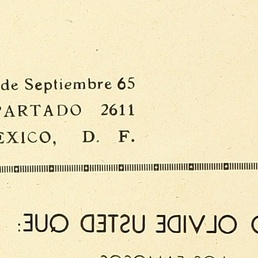 de Septiembre 65
PARTADO 2611
EXICO, D. F.
O OLVIDE USTED QUE: